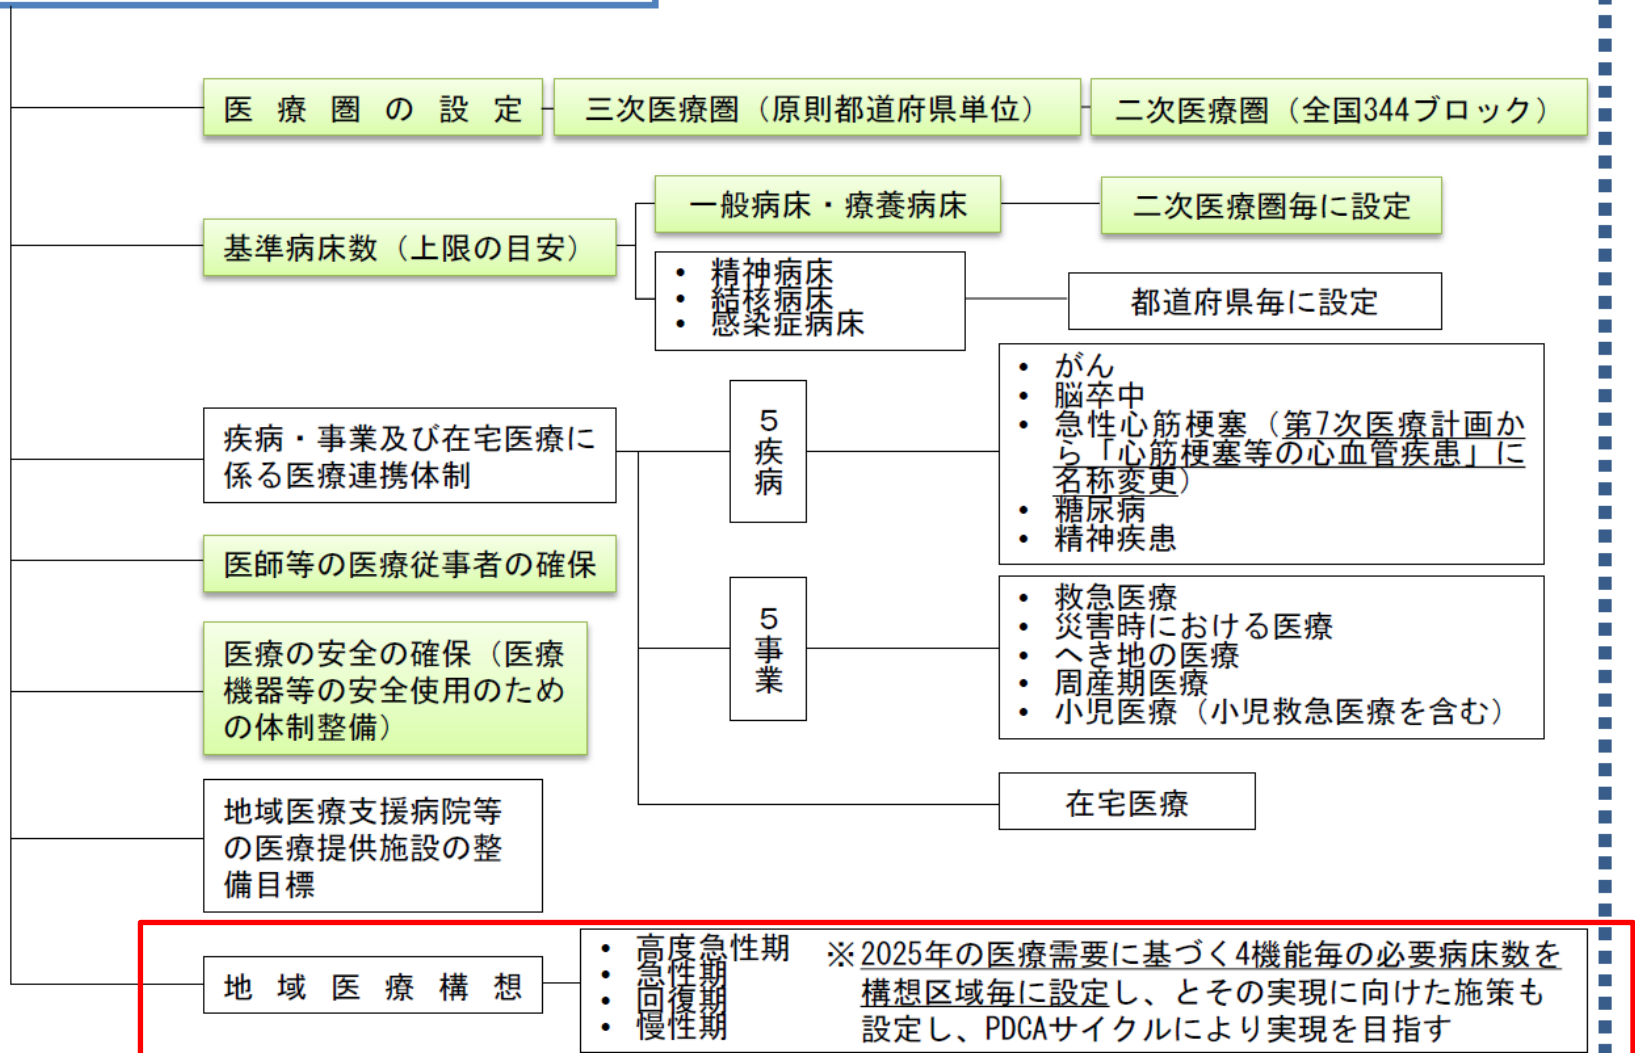 医療圏の設定
三次医療圏（原則都道府県単位）
二次医療圏（全国344ブロック）
基準病床数（上限の目安）
一般病床・療養病床
二次医療圏毎に設定
• 精神病床
• 結核病床
• 感染症病床
都道府県毎に設定
疾病・事業及び在宅医療に
係る医療連携体制
5疾病
• がん
• 脳卒中
• 急性心筋梗塞（第7次医療計画か
ら「心筋梗塞等の心血管疾患」に
名称変更）
• 糖尿病
• 精神疾患
医師等の医療従事者の確保
5事業
• 救急医療
• 災害時における医療
• へき地の医療
• 周産期医療
• 小児医療（小児救急医療を含む）
医療の安全の確保（医療
機器等の安全使用のため
の体制整備）
在宅医療
地域医療支援病院等
の医療提供施設の整
備目標
地域医療構想
• 高度急性期
• 急性期
• 回復期
• 慢性期
※2025年の医療需要に基づく4機能毎の必要病床数を
構想区域毎に設定し、とその実現に向けた施策も
設定し、PDCAサイクルにより実現を目指す